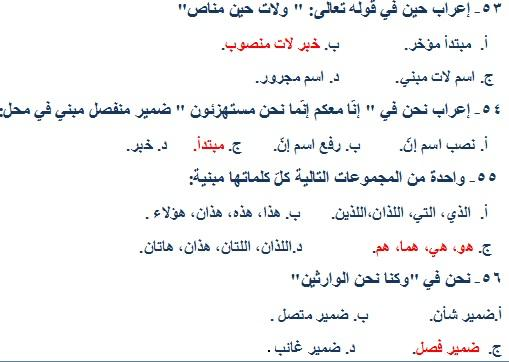 ٥٣- إعراب حين في قوله تعالى: " ولات حين مناص"
أ. مبتدأ مؤخر. ب. خبر لات منصوب.
ج. اسم لات مبني. د. اسم مجرور.
٥٤- إعراب نحن في " إنّا معكم إنّما نحن مستهزئون " ضمير منفصل مبني في محل:
أ. نصب اسم إنّ. ب. رفع اسم إنّ. ج. مبتدأ. د. خبر.
٥٥- واحدة من المجموعات التالية كلّ كلماتها مبنية:
أ. الذي، التي، اللذان،اللذين. ب. هذا، هذه، هذان، هؤلاء .
ج. هو، هي، هما، هم. د.اللذان، اللتان، هذان، هاتان.
٥٦- نحن في "وكنا نحن الوارثين"
أ.ضمير شأن. ب. ضمير متصل .
ج. ضمير فصل. د. ضمير غائب .